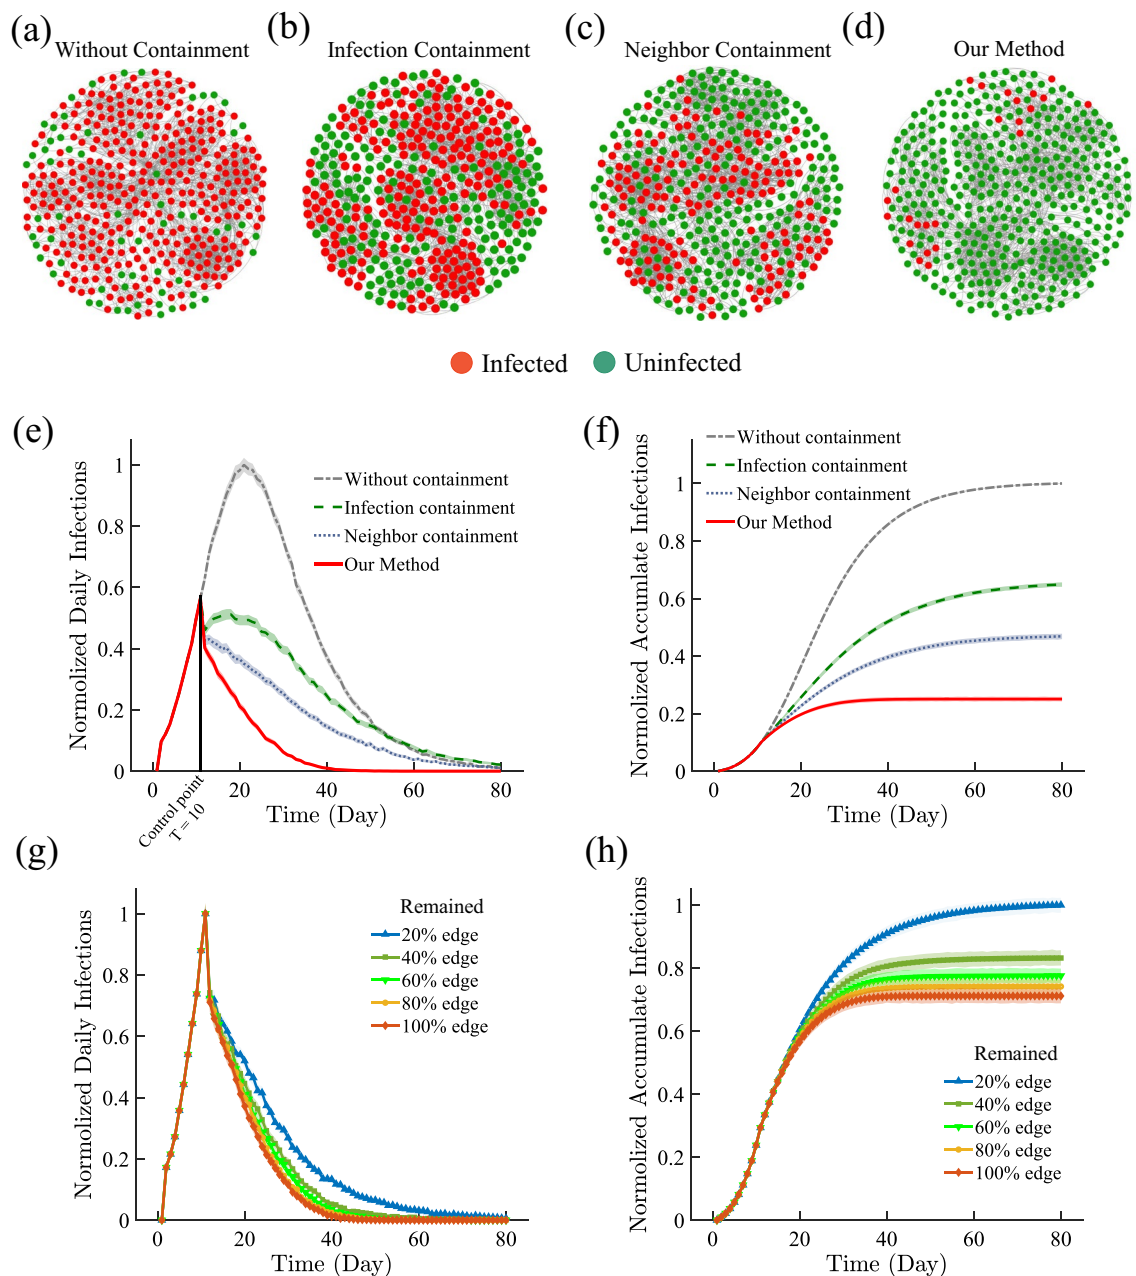 (a)
Without Containment
(b)
Infection Containment
(c)
Neighbor Containment
(d)
Our Method
Infected
Uninfected
(e)
Normolized Daily Infections
1
0.8
0.6
0.4
0.2
0
Without containment
Infection containment
Neighbor containment
Our Method
0
20
40
60
80
Control point
T = 10
Time (Day)
(f)
Normolized Accumlate Infections
1
0.8
0.6
0.4
0.2
0
Without containment
Infection containment
Neighbor containment
Our Method
0
20
40
60
80
Time (Day)
(g)
Normolized Daily Infections
1
0.8
0.6
0.4
0.2
0
Remained
20% edge
40% edge
60% edge
80% edge
100% edge
0
20
40
60
80
Time (Day)
(h)
Normolized Accumulate Infections
1
0.8
0.6
0.4
0.2
0
Remained
20% edge
40% edge
60% edge
80% edge
100% edge
0
20
40
60
80
Time (Day)